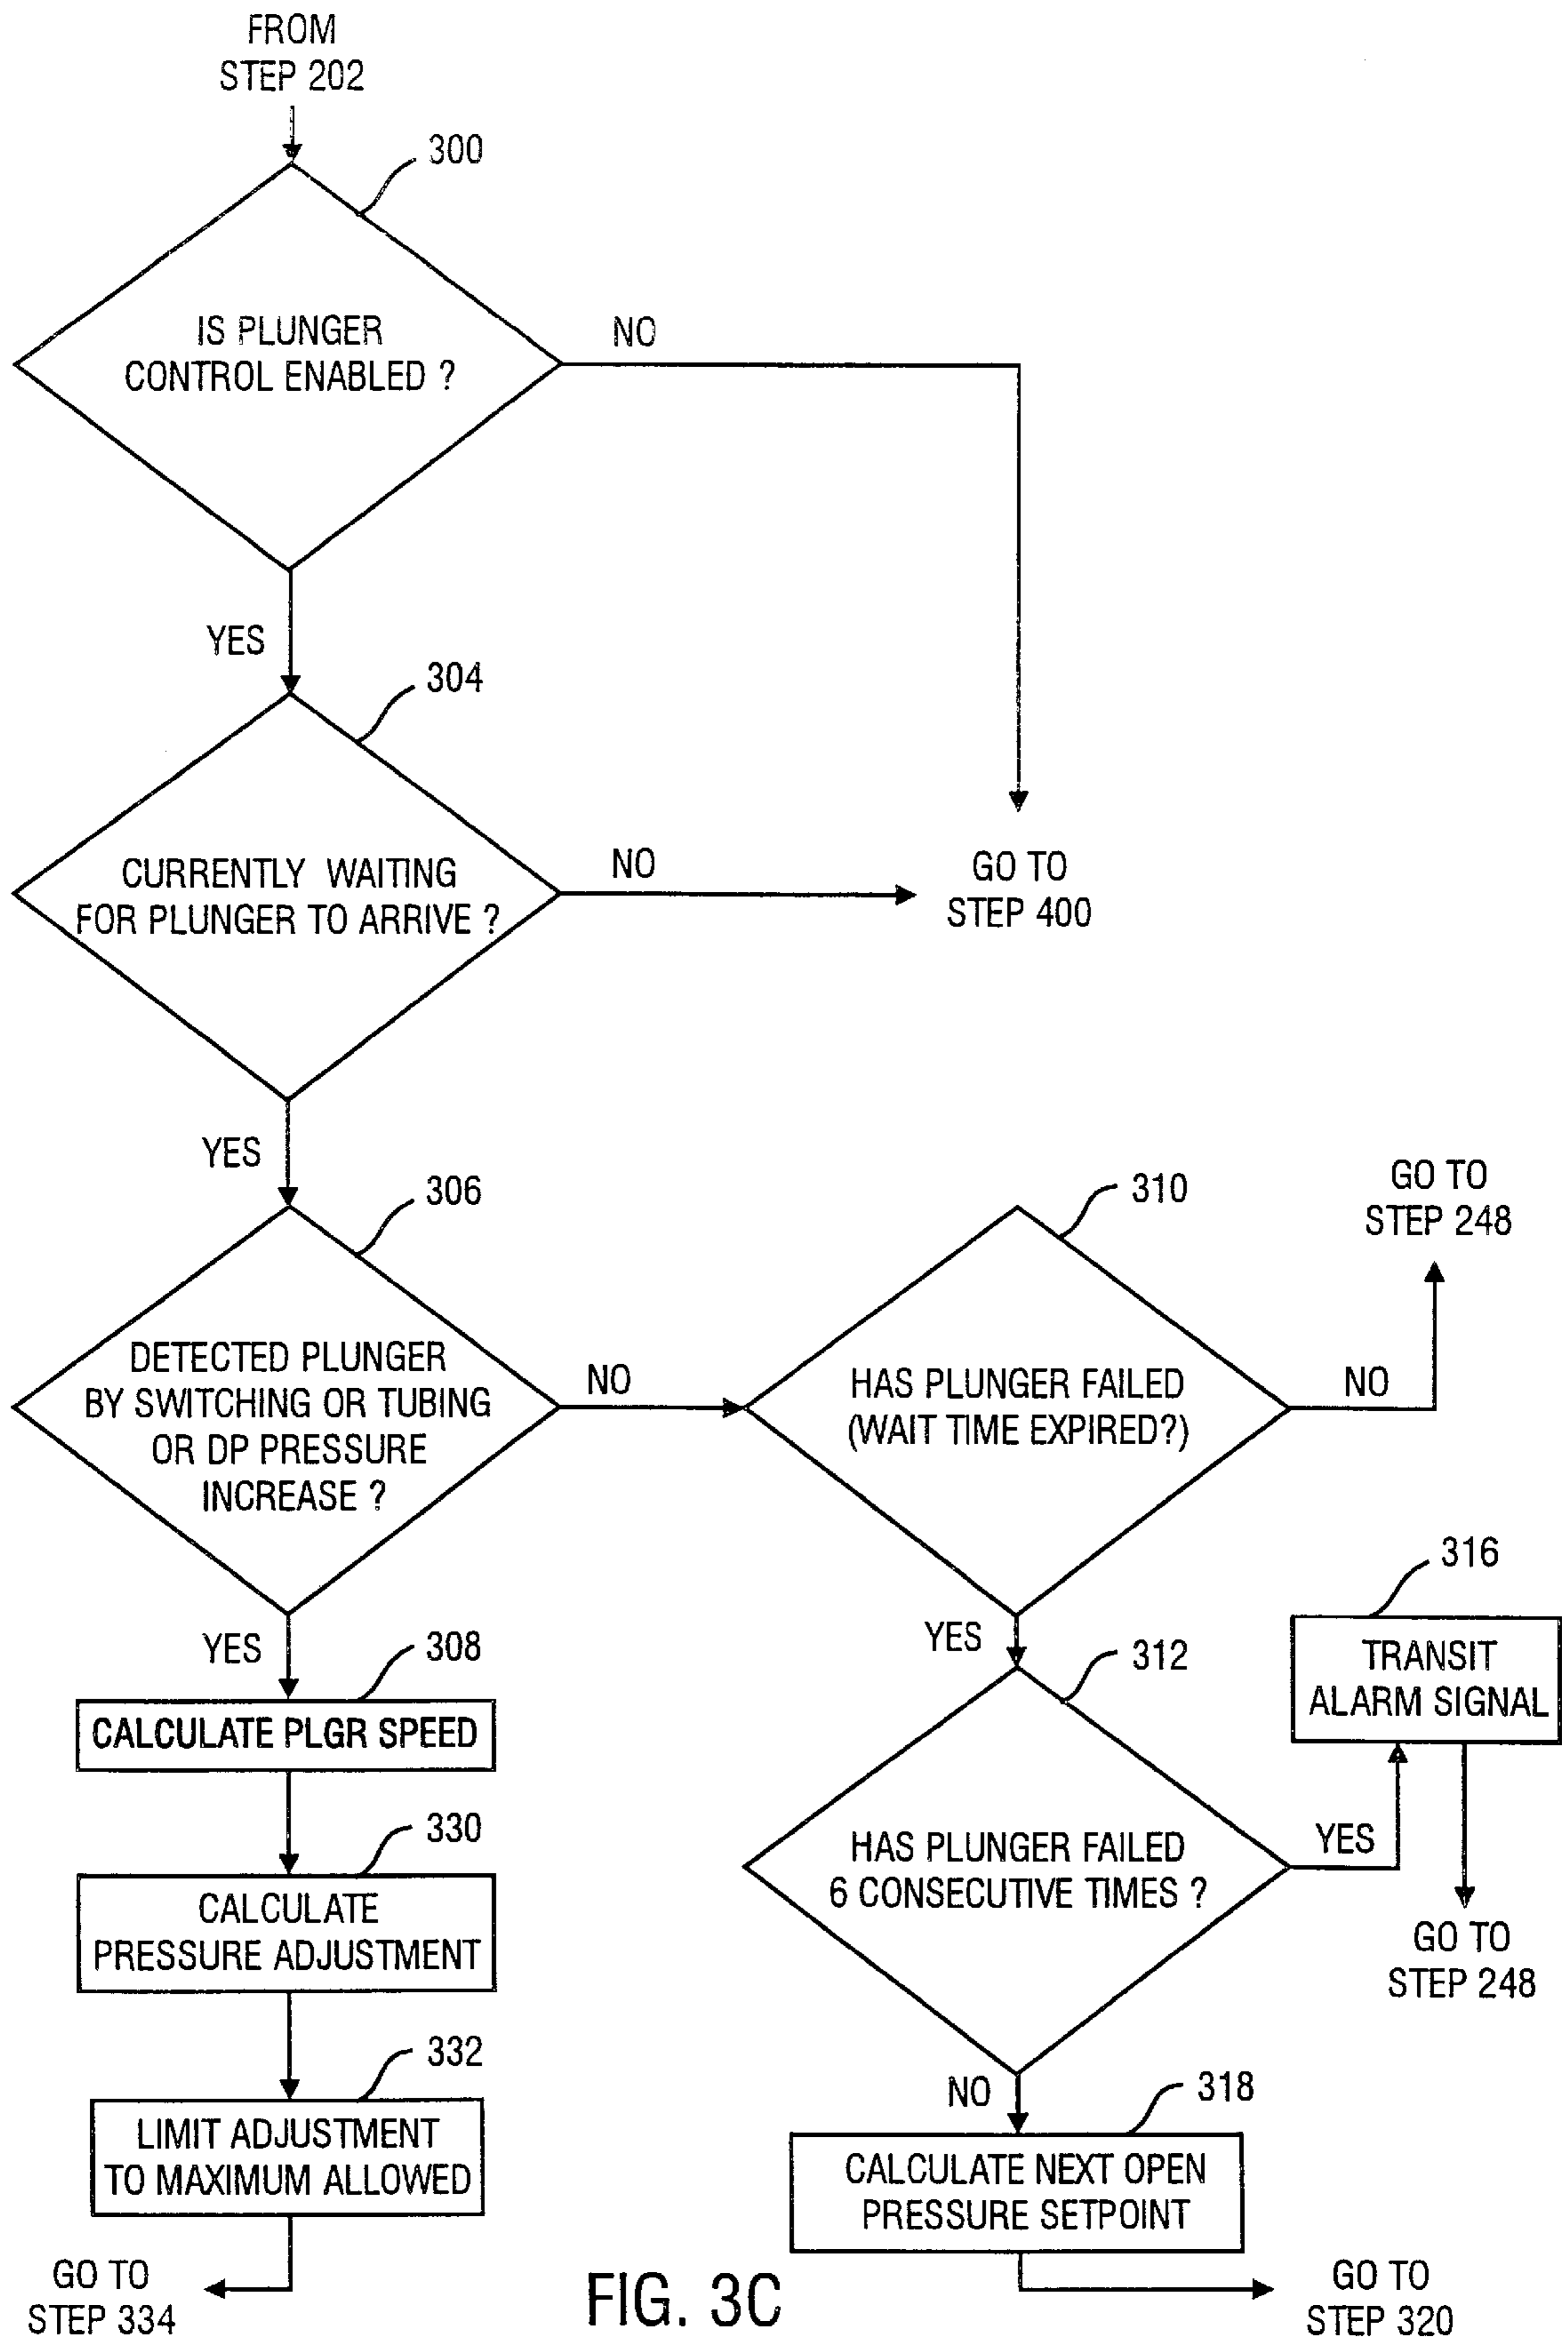 FROM
STEP 202
300
IS PLUNGER
CONTROL ENABLED ?
NO
YES
304
CURRENTLY WAITING
FOR PLUNGER TO ARRIVE ?
NO
GO TO
STEP 400
YES
306
DETECTED PLUNGER
BY SWITCHING OR TUBING
OR DP PRESSURE
INCREASE ?
NO
310
HAS PLUNGER FAILED
(WAIT TIME EXPIRED?)
NO
GO TO
STEP 248
YES
308
CALCULATE PLGR SPEED
330
CALCULATE
PRESSURE ADJUSTMENT
332
LIMIT ADJUSTMENT
TO MAXIMUM ALLOWED
GO TO
STEP 334
YES
312
HAS PLUNGER FAILED
6 CONSECUTIVE TIMES ?
YES
316
TRANSIT
ALARM SIGNAL
GO TO
STEP 248
NO
318
CALCULATE NEXT OPEN
PRESSURE SETPOINT
GO TO
STEP 320
FIG. 3C